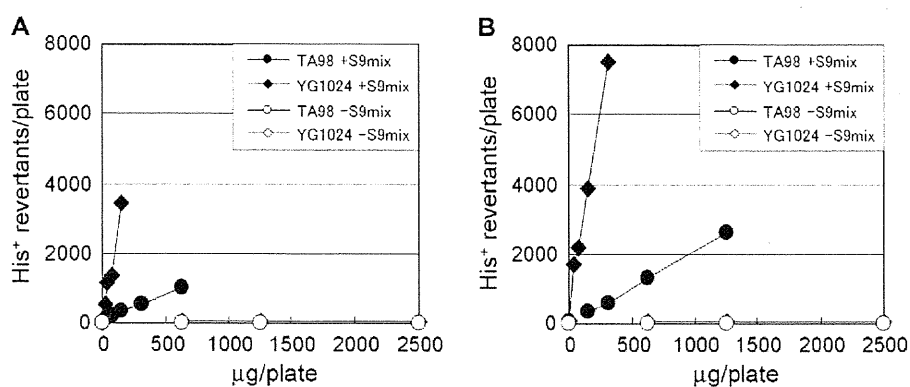 A
His⁺ revertants/plate
8000
6000
4000
2000
0
TA98 +S9mix
YG1024 +S9mix
TA98 −S9mix
YG1024 −S9mix
0 500 1000 1500 2000 2500
μg/plate
B
His⁺ revertants/plate
8000
6000
4000
2000
0
TA98 +S9mix
YG1024 +S9mix
TA98 −S9mix
YG1024 −S9mix
0 500 1000 1500 2000 2500
μg/plate